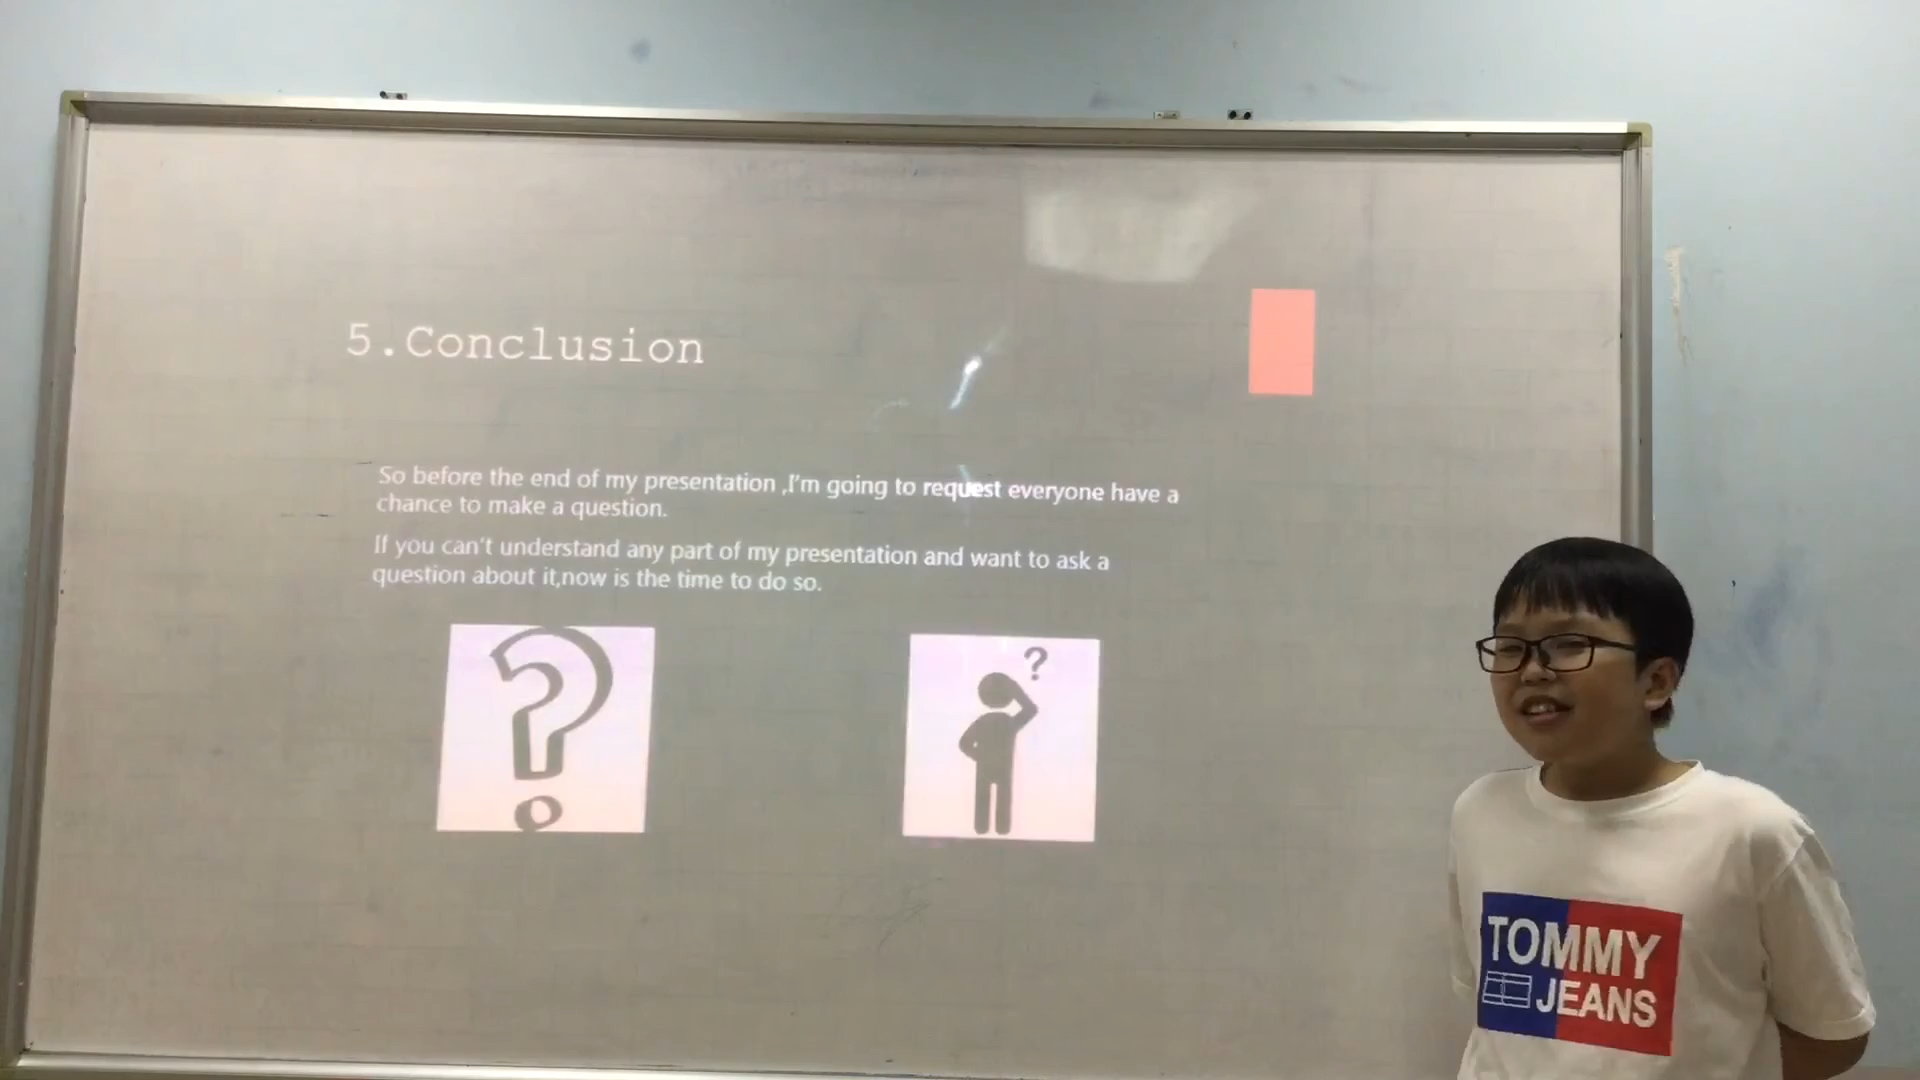 5.Conclusion
So before the end of my presentation ,I'm going to request everyone have a
chance to make a question.
If you can't understand any part of my presentation and want to ask a
question about it,now is the time to do so.
?
?
TOMMY
JEANS